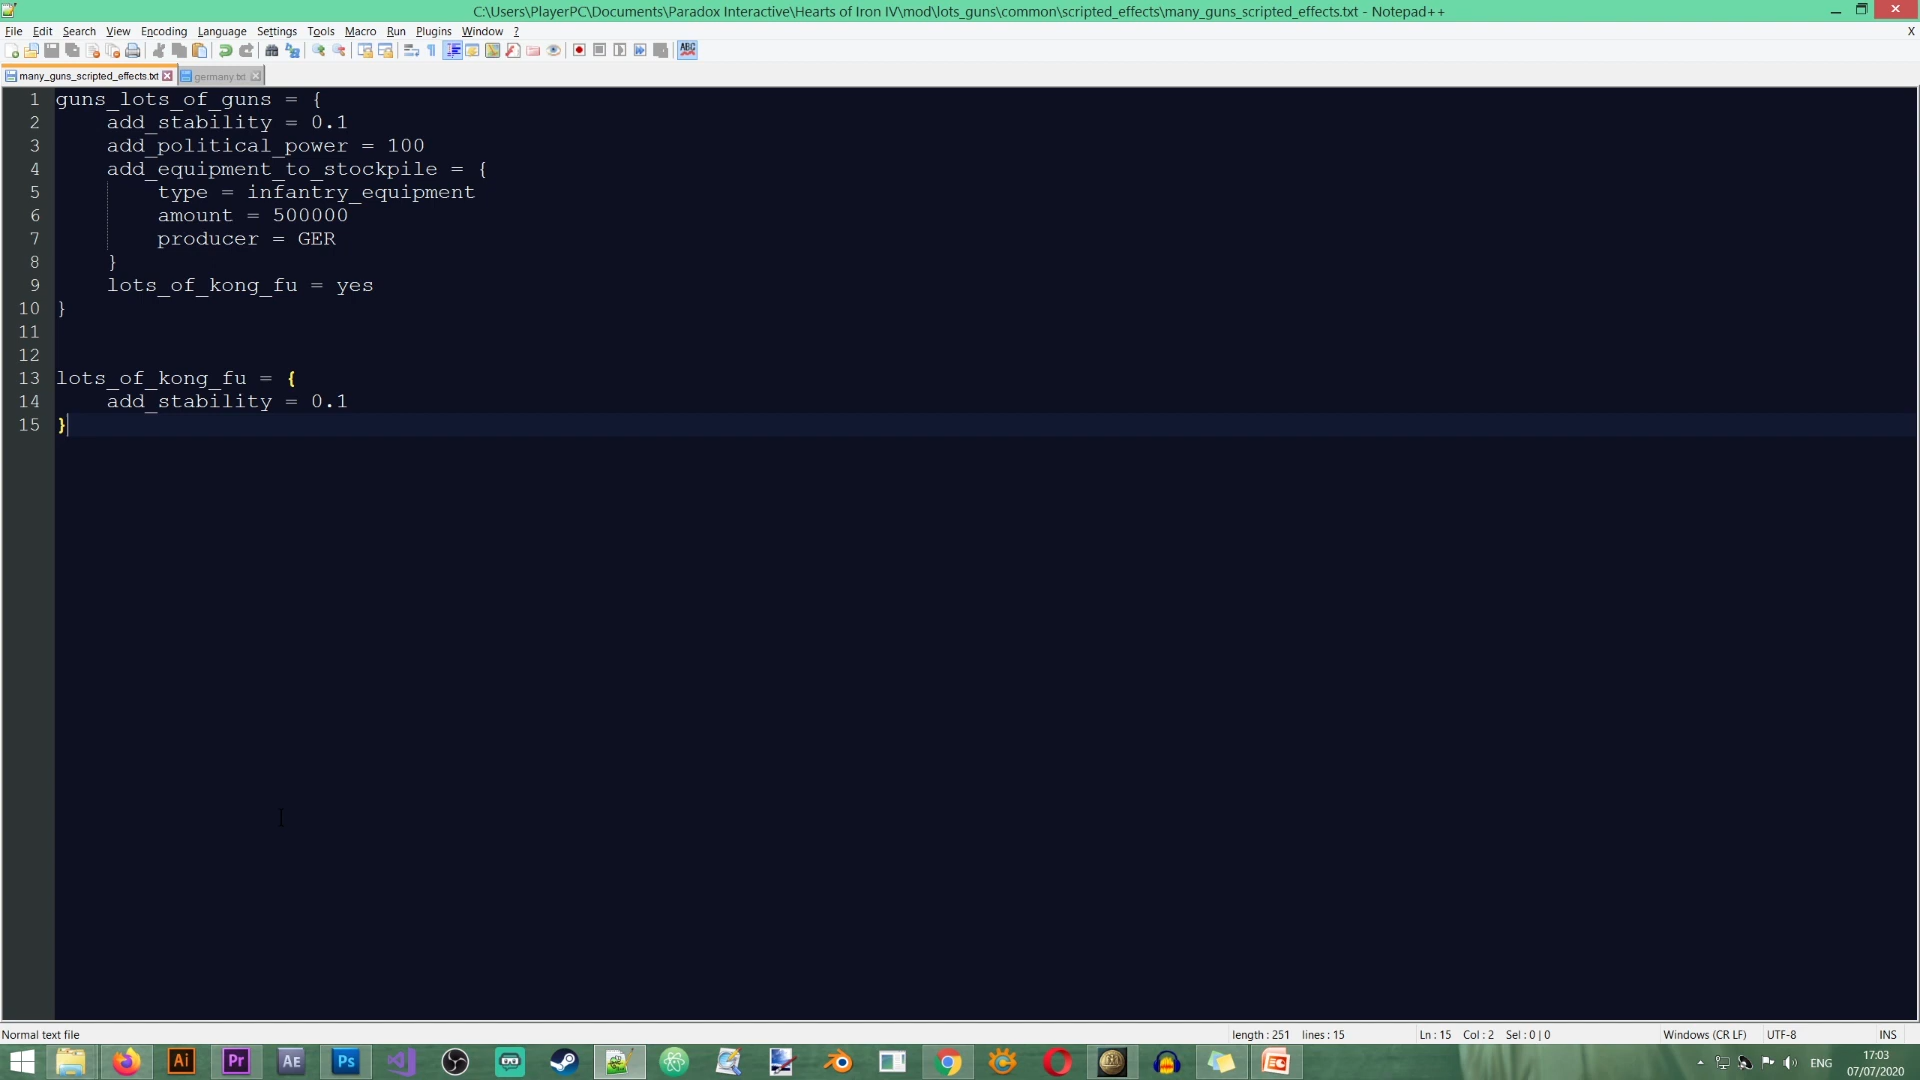 C:\Users\PlayerPC\Documents\Paradox Interactive\Hearts of Iron IV\mod\lots_guns\common\scripted_effects\many_guns_scripted_effects.txt - Notepad++
File Edit Search View Encoding Language Settings Tools Macro Run Plugins Window ? X
many_guns_scripted_effects.txt germany.txt
1 guns_lots_of_guns = {
2 add_stability = 0.1
3 add_political_power = 100
4 add_equipment_to_stockpile = {
5 type = infantry_equipment
6 amount = 500000
7 producer = GER
8 }
9 lots_of_kong_fu = yes
10 }
11
12
13 lots_of_kong_fu = {
14 add_stability = 0.1
15 }
Normal text file length : 251 lines : 15 Ln : 15 Col : 2 Sel : 0 | 0 Windows (CR LF) UTF-8 INS
Ai Pr AE Ps ENG 17:03
07/07/2020